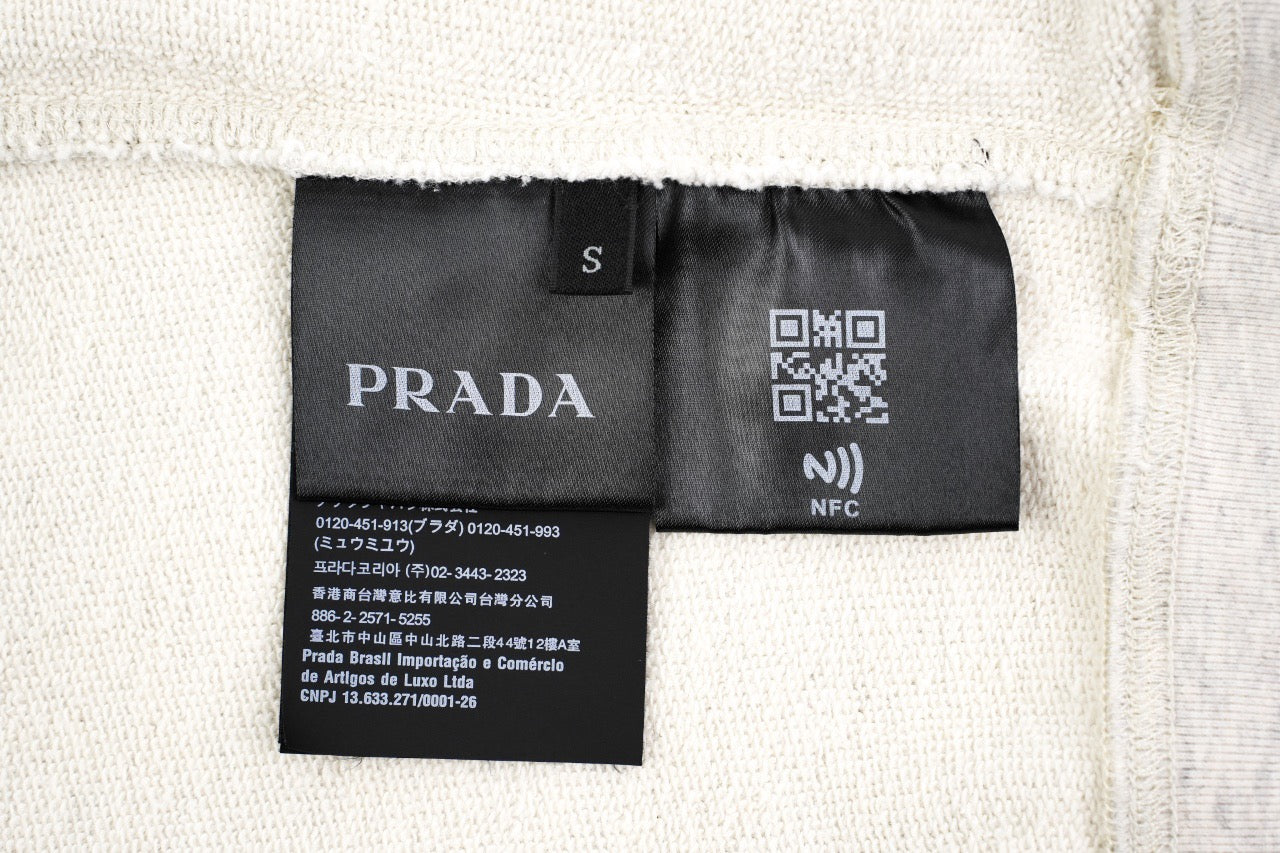 S
PRADA
NFC
0120-451-913(プラダ) 0120-451-993
(ミュウミユウ)
프라다코리아 (주)02-3443-2323
香港商台灣意比有限公司台灣分公司
886-2-2571-5255
臺北市中山區中山北路二段44號12樓A室
Prada Brasil Importação e Comércio
de Artigos de Luxo Ltda
CNPJ 13.633.271/0001-26